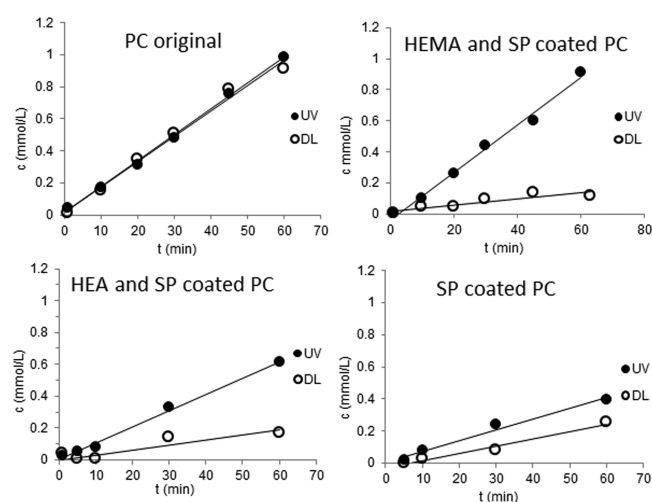 PC original
1.2
1
0.8
0.6
0.4
0.2
0
c (mmol/L)
0 10 20 30 40 50 60 70
t (min)
UV
DL
HEMA and SP coated PC
1.2
1
0.8
0.6
0.4
0.2
0
c mmol/L)
0 20 40 60 80
t (min)
UV
DL
HEA and SP coated PC
1.2
1
0.8
0.6
0.4
0.2
0
c (mmol/L)
0 10 20 30 40 50 60 70
t (min)
UV
DL
SP coated PC
1.2
1
0.8
0.6
0.4
0.2
0
c (mmol/L)
0 10 20 30 40 50 60 70
t (min)
UV
DL